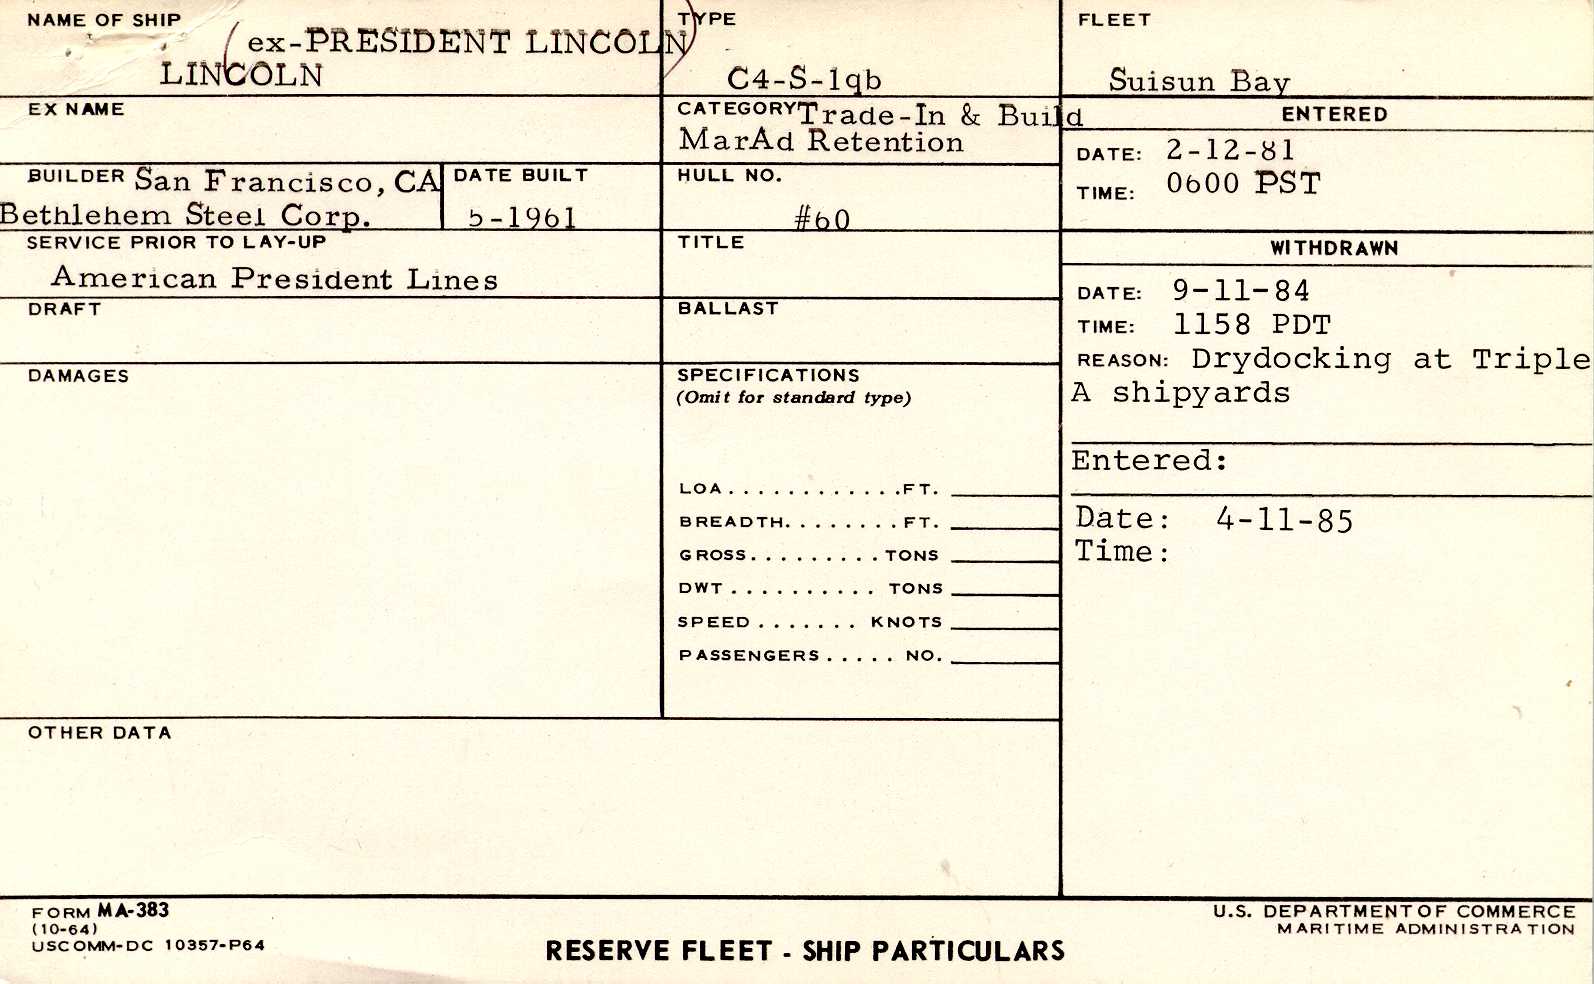 NAME OF SHIP
(ex-PRESIDENT LINCOLN)
LINCOLN
TYPE
C4-S-1qb
FLEET
Suisun Bay
EX NAME
CATEGORY Trade-In & Build
MarAd Retention
ENTERED
DATE: 2-12-81
TIME: 0600 PST
BUILDER San Francisco, CA
Bethlehem Steel Corp.
DATE BUILT
5-1961
HULL NO.
#60
SERVICE PRIOR TO LAY-UP
American President Lines
TITLE
WITHDRAWN
DATE: 9-11-84
TIME: 1158 PDT
REASON: Drydocking at Triple
A shipyards
DRAFT
BALLAST
DAMAGES
SPECIFICATIONS
(Omit for standard type)
LOA . . . . . . . . . . . . FT.
BREADTH. . . . . . . . FT.
GROSS. . . . . . . . . TONS
DWT . . . . . . . . . . TONS
SPEED . . . . . . . KNOTS
PASSENGERS . . . . . NO.
Entered:
Date: 4-11-85
Time:
OTHER DATA
FORM MA-383
(10-64)
USCOMM-DC 10357-P64
RESERVE FLEET - SHIP PARTICULARS
U.S. DEPARTMENT OF COMMERCE
MARITIME ADMINISTRATION